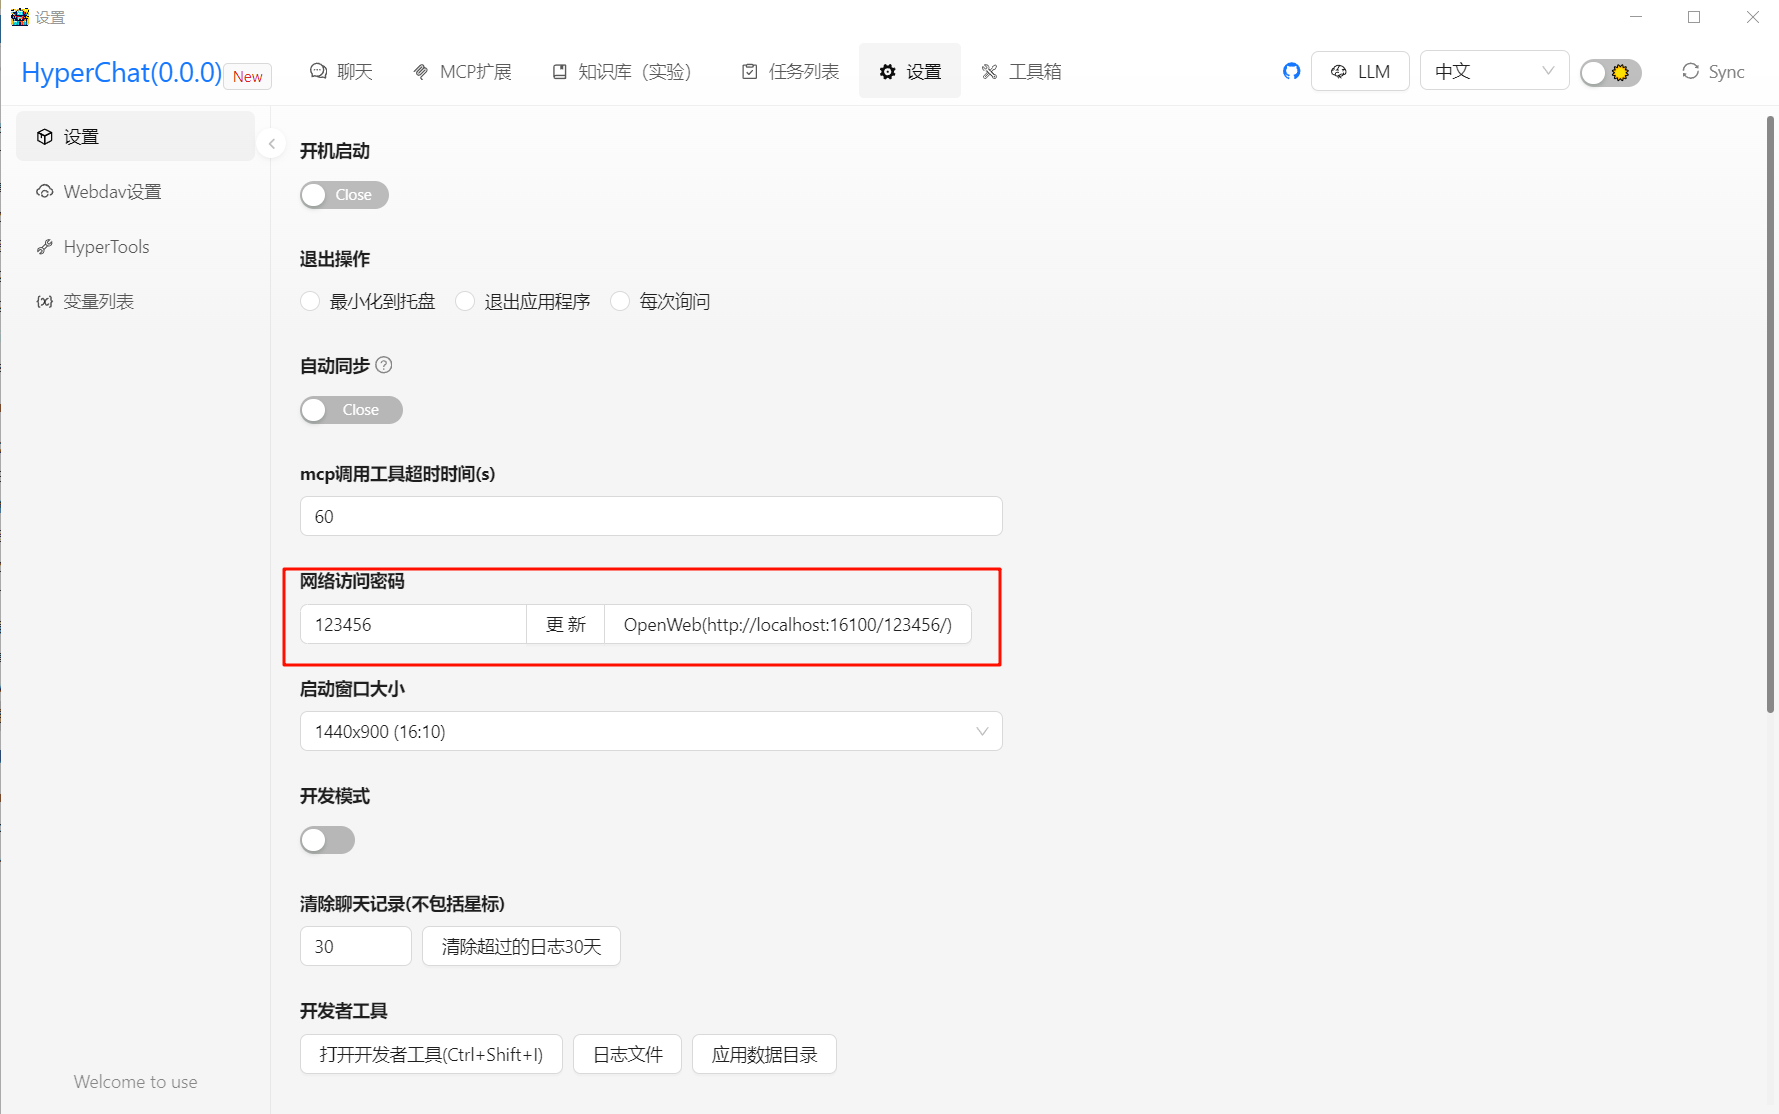 设置
HyperChat(0.0.0) New 聊天 MCP扩展 知识库（实验） 任务列表 设置 工具箱 LLM 中文 Sync
设置
Webdav设置
HyperTools
变量列表
开机启动
Close
退出操作
最小化到托盘 退出应用程序 每次询问
自动同步
Close
mcp调用工具超时时间(s)
60
网络访问密码
123456 更 新 OpenWeb(http://localhost:16100/123456/)
启动窗口大小
1440x900 (16:10)
开发模式
清除聊天记录(不包括星标)
30 清除超过的日志30天
开发者工具
打开开发者工具(Ctrl+Shift+I) 日志文件 应用数据目录
Welcome to use